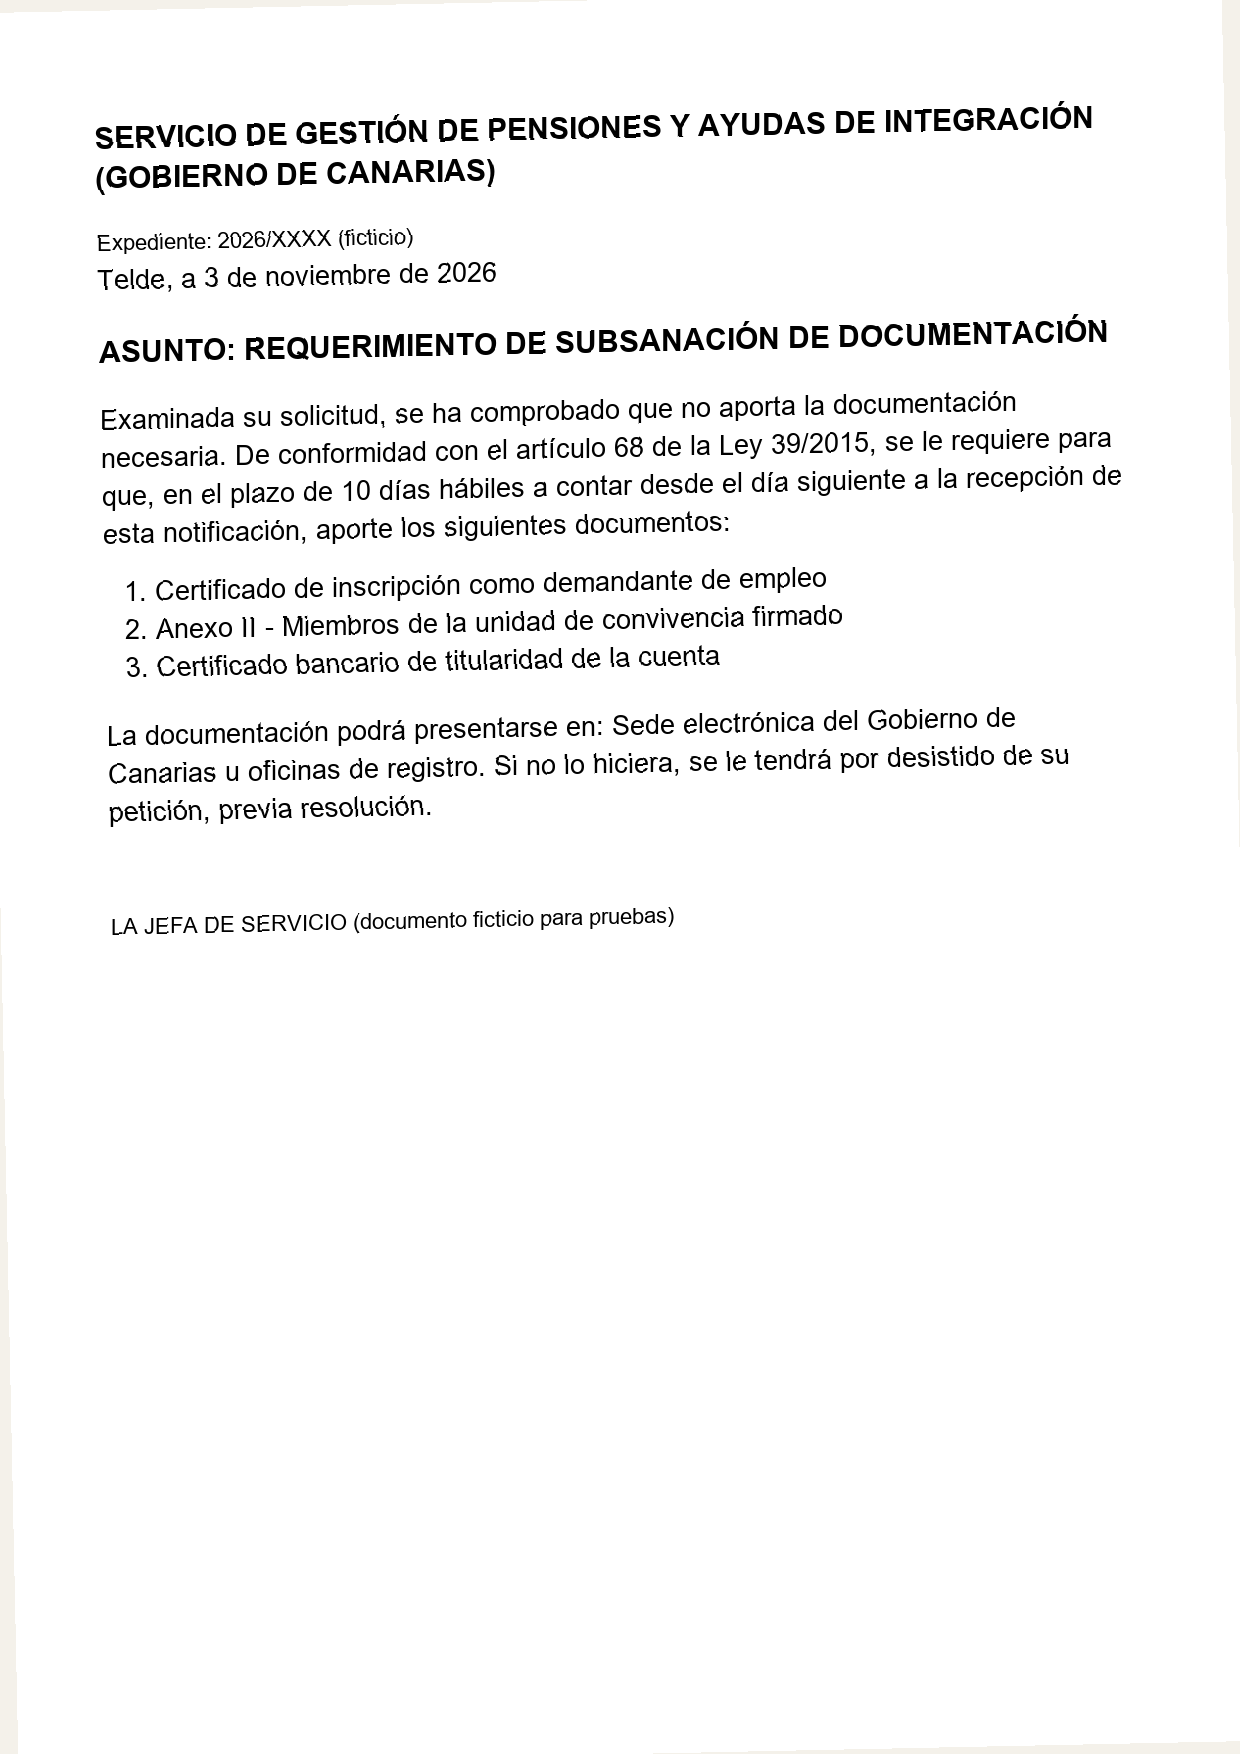 SERVICIO DE GESTIÓN DE PENSIONES Y AYUDAS DE INTEGRACIÓN
(GOBIERNO DE CANARIAS)
Expediente: 2026/XXXX (ficticio)
Telde, a 3 de noviembre de 2026
ASUNTO: REQUERIMIENTO DE SUBSANACIÓN DE DOCUMENTACIÓN
Examinada su solicitud, se ha comprobado que no aporta la documentación
necesaria. De conformidad con el artículo 68 de la Ley 39/2015, se le requiere para
que, en el plazo de 10 días hábiles a contar desde el día siguiente a la recepción de
esta notificación, aporte los siguientes documentos:
1. Certificado de inscripción como demandante de empleo
2. Anexo II - Miembros de la unidad de convivencia firmado
3. Certificado bancario de titularidad de la cuenta
La documentación podrá presentarse en: Sede electrónica del Gobierno de
Canarias u oficinas de registro. Si no lo hiciera, se le tendrá por desistido de su
petición, previa resolución.
LA JEFA DE SERVICIO (documento ficticio para pruebas)